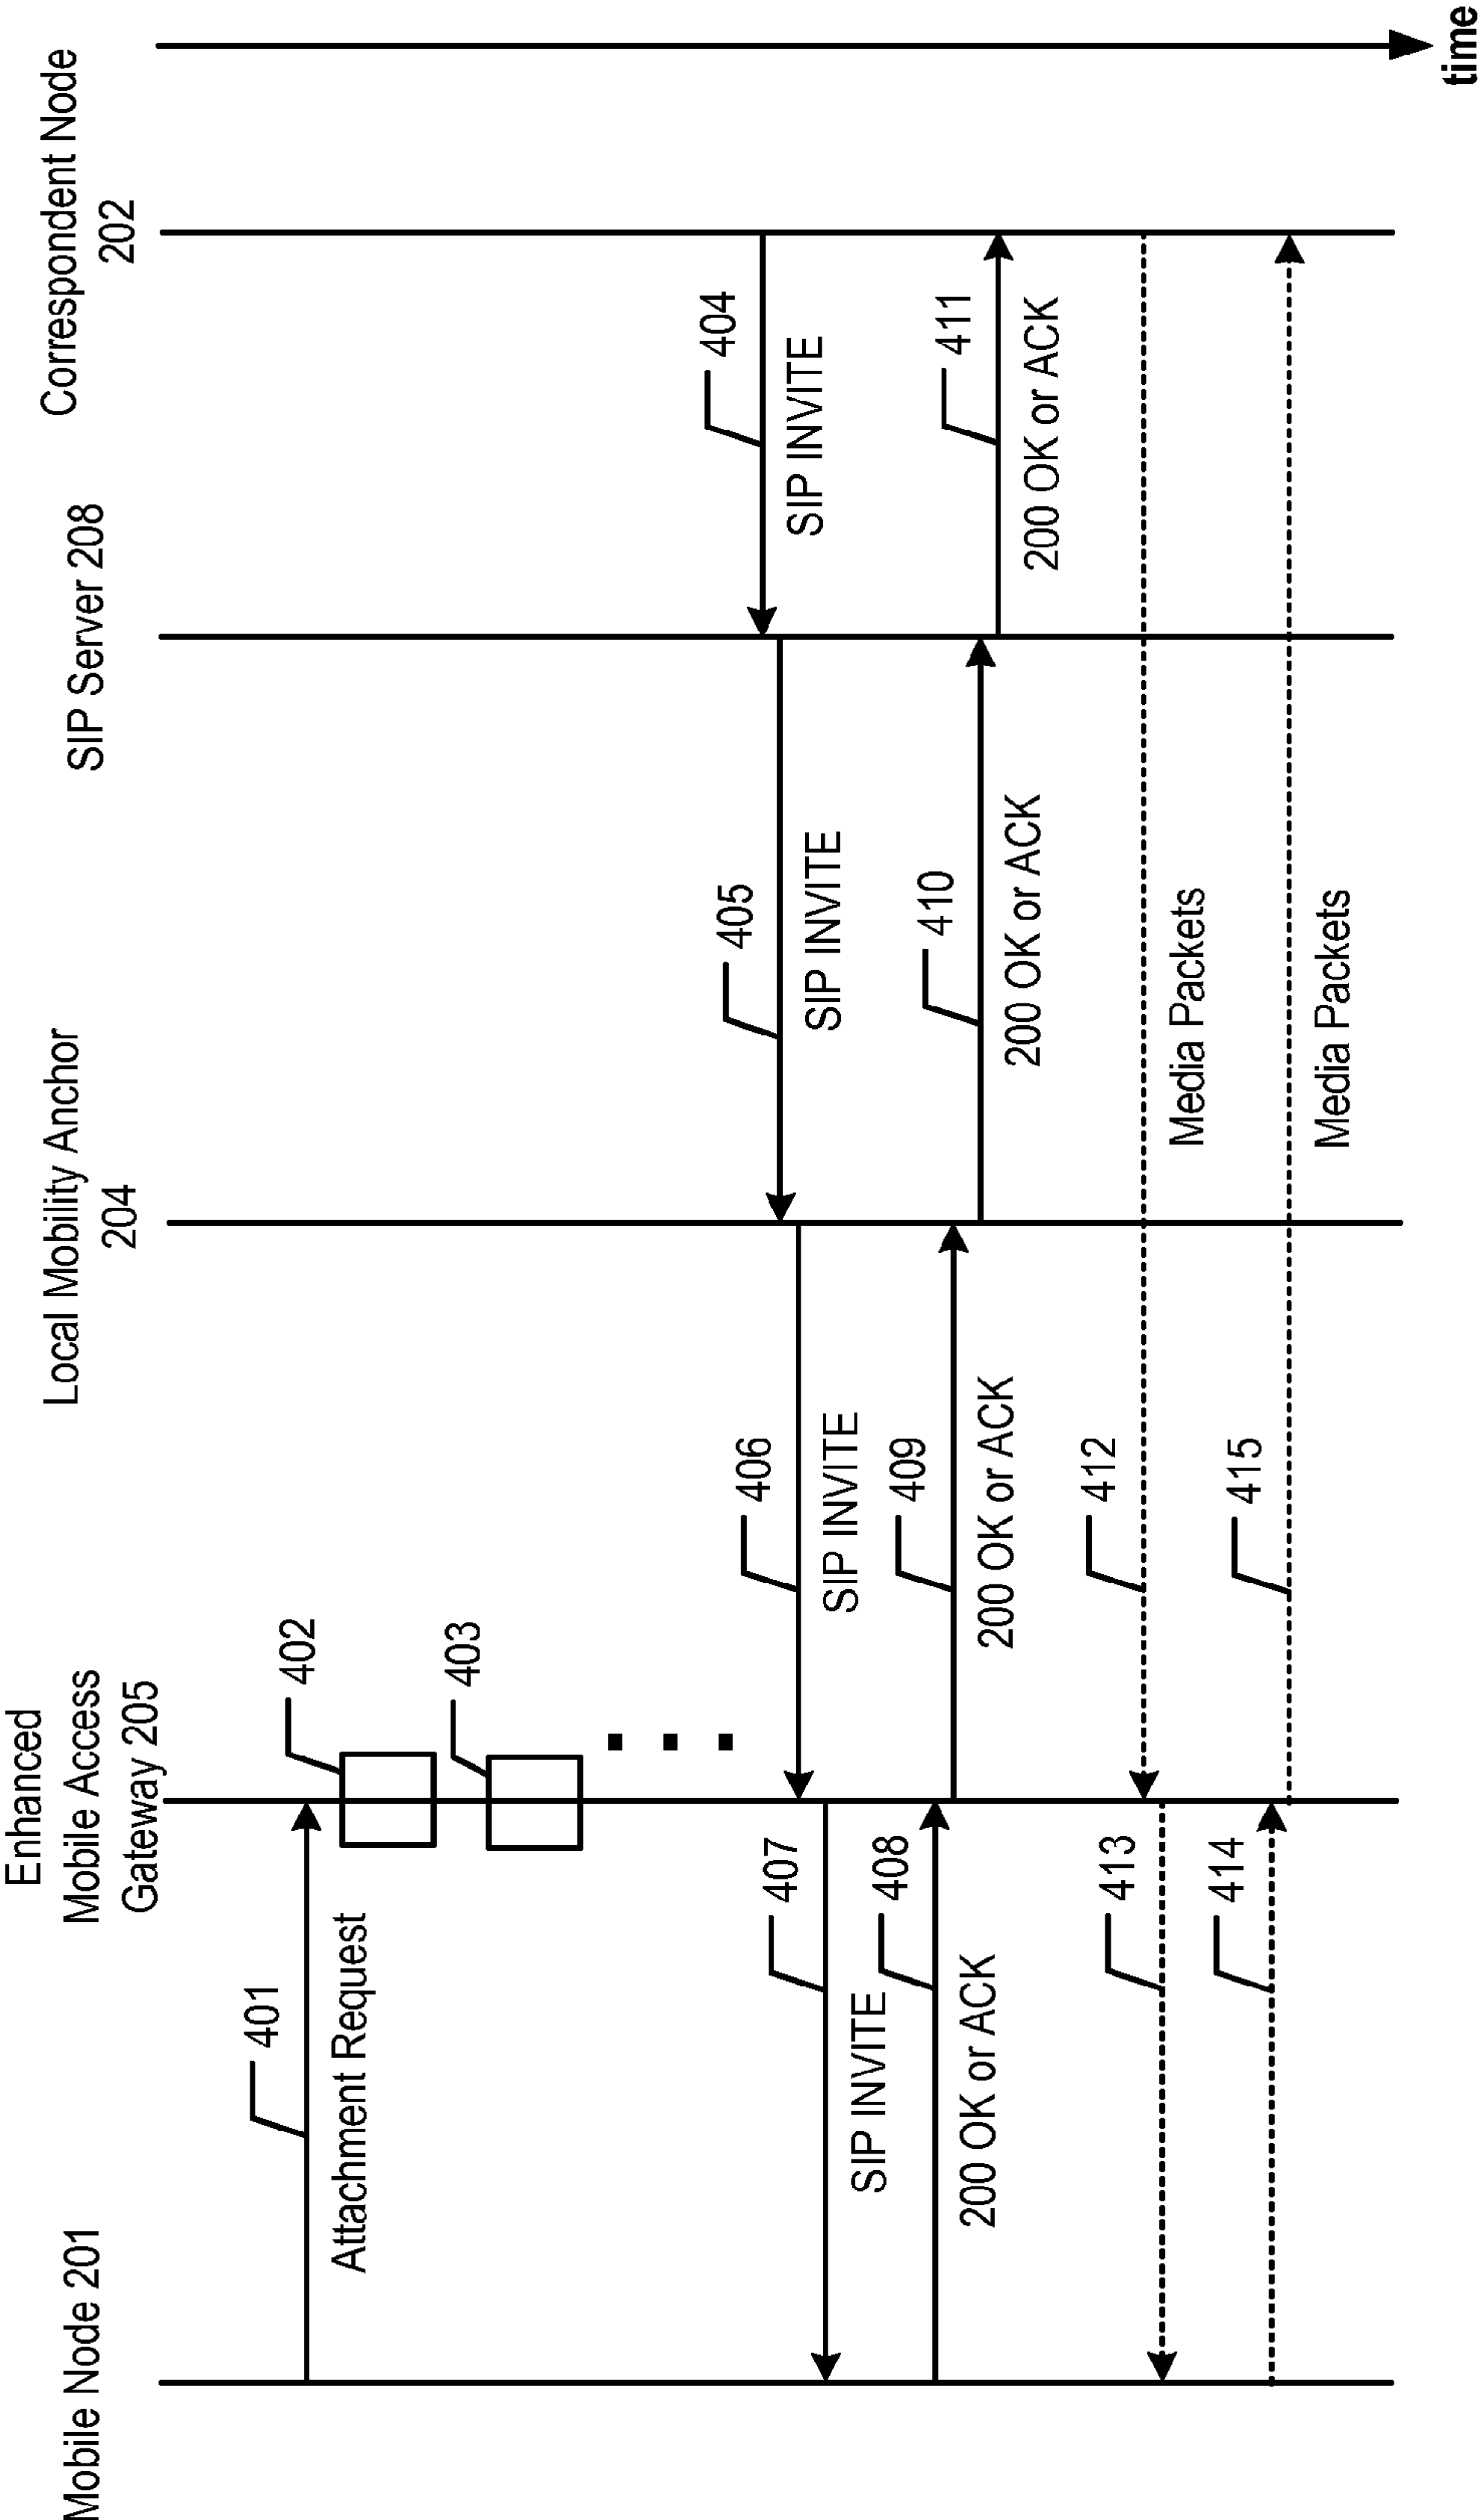 Mobile Node 201
Enhanced
Mobile Access
Gateway 205
Local Mobility Anchor
204
SIP Server 208
Correspondent Node
202
401
Attachment Request
402
403
404
SIP INVITE
405
SIP INVITE
406
SIP INVITE
407
SIP INVITE
408
200 OK or ACK
409
200 OK or ACK
410
200 OK or ACK
411
200 OK or ACK
412
Media Packets
413
414
415
Media Packets
time